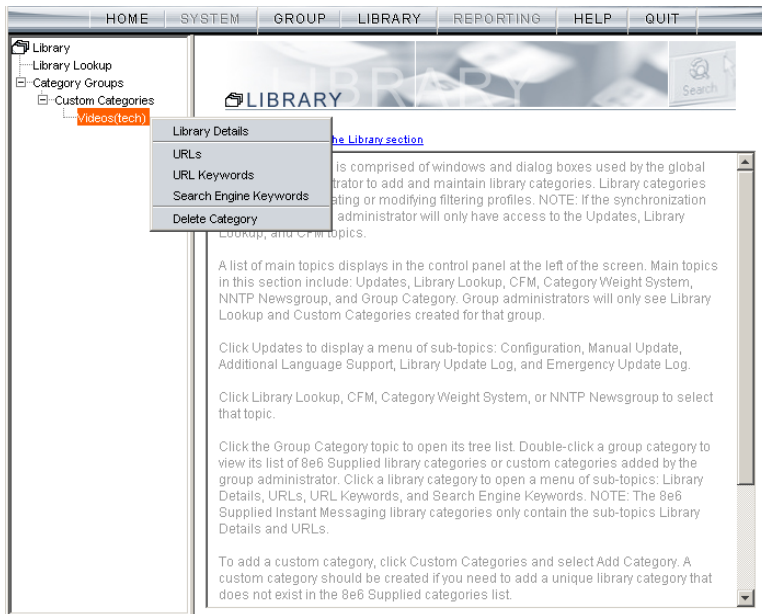 HOME SYSTEM GROUP LIBRARY REPORTING HELP QUIT
Library
Library Lookup
Category Groups
Custom Categories
Videos(tech)
Library Details
URLs
URL Keywords
Search Engine Keywords
Delete Category
LIBRARY
LIBRARY
Search
he Library section
is comprised of windows and dialog boxes used by the global
trator to add and maintain library categories. Library categories
ating or modifying filtering profiles. NOTE: If the synchronization
administrator will only have access to the Updates, Library
Lookup, and CFM topics.
A list of main topics displays in the control panel at the left of the screen. Main topics
in this section include: Updates, Library Lookup, CFM, Category Weight System,
NNTP Newsgroup, and Group Category. Group administrators will only see Library
Lookup and Custom Categories created for that group.
Click Updates to display a menu of sub-topics: Configuration, Manual Update,
Additional Language Support, Library Update Log, and Emergency Update Log.
Click Library Lookup, CFM, Category Weight System, or NNTP Newsgroup to select
that topic.
Click the Group Category topic to open its tree list. Double-click a group category to
view its list of 8e6 Supplied library categories or custom categories added by the
group administrator. Click a library category to open a menu of sub-topics: Library
Details, URLs, URL Keywords, and Search Engine Keywords. NOTE: The 8e6
Supplied Instant Messaging library categories only contain the sub-topics Library
Details and URLs.
To add a custom category, click Custom Categories and select Add Category. A
custom category should be created if you need to add a unique library category that
does not exist in the 8e6 Supplied categories list.